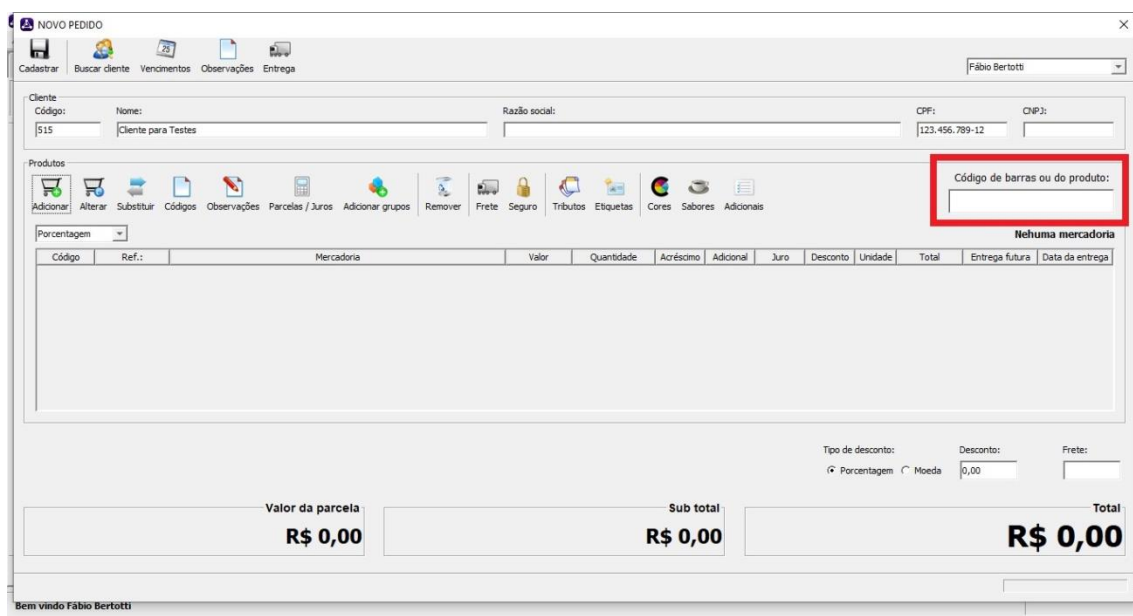 NOVO PEDIDO
Cadastrar Buscar cliente Vencimentos Observações Entrega
25
Fábio Bertotti
Cliente
Código: Nome: Razão social: CPF: CNPJ:
515 Cliente para Testes 123.456.789-12
Produtos
Código de barras ou do produto:
Adicionar Alterar Substituir Códigos Observações Parcelas / Juros Adicionar grupos Remover Frete Seguro Tributos Etiquetas Cores Sabores Adicionais
Porcentagem Nehuma mercadoria
Código Ref.: Mercadoria Valor Quantidade Acréscimo Adicional Juro Desconto Unidade Total Entrega futura Data da entrega
Tipo de desconto: Desconto: Frete:
Porcentagem Moeda 0,00
Valor da parcela Sub total Total
R$ 0,00 R$ 0,00 R$ 0,00
Bem vindo Fábio Bertotti